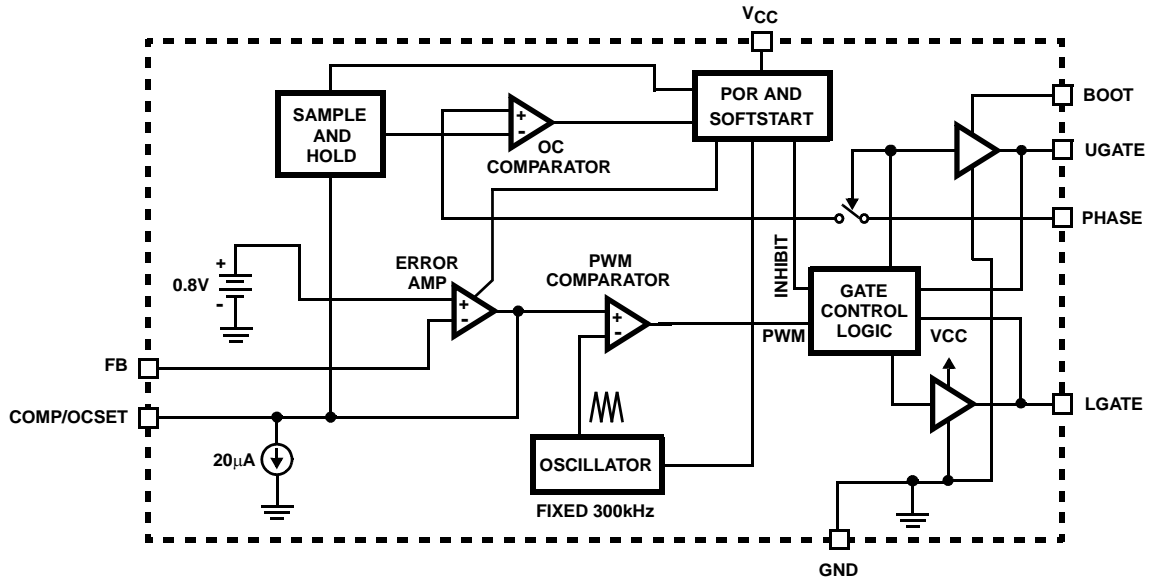 VCC
SAMPLE
AND
HOLD
+
-
OC
COMPARATOR
POR AND
SOFTSTART
BOOT
UGATE
PHASE
+
0.8V
-
ERROR
AMP
+
-
PWM
COMPARATOR
+
-
INHIBIT
GATE
CONTROL
LOGIC
PWM
VCC
FB
COMP/OCSET
LGATE
20μA
OSCILLATOR
FIXED 300kHz
GND